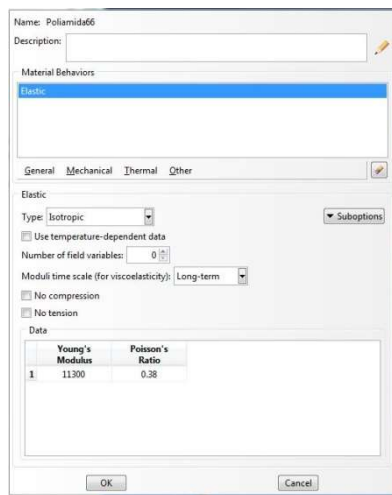 Name: Poliamida66
Description:
Material Behaviors
Elastic
General Mechanical Thermal Other
Elastic
Type: Isotropic
Suboptions
Use temperature-dependent data
Number of field variables: 0
Moduli time scale (for viscoelasticity): Long-term
No compression
No tension
Data
Young's Poisson's
Modulus Ratio
1 11300 0.38
OK Cancel